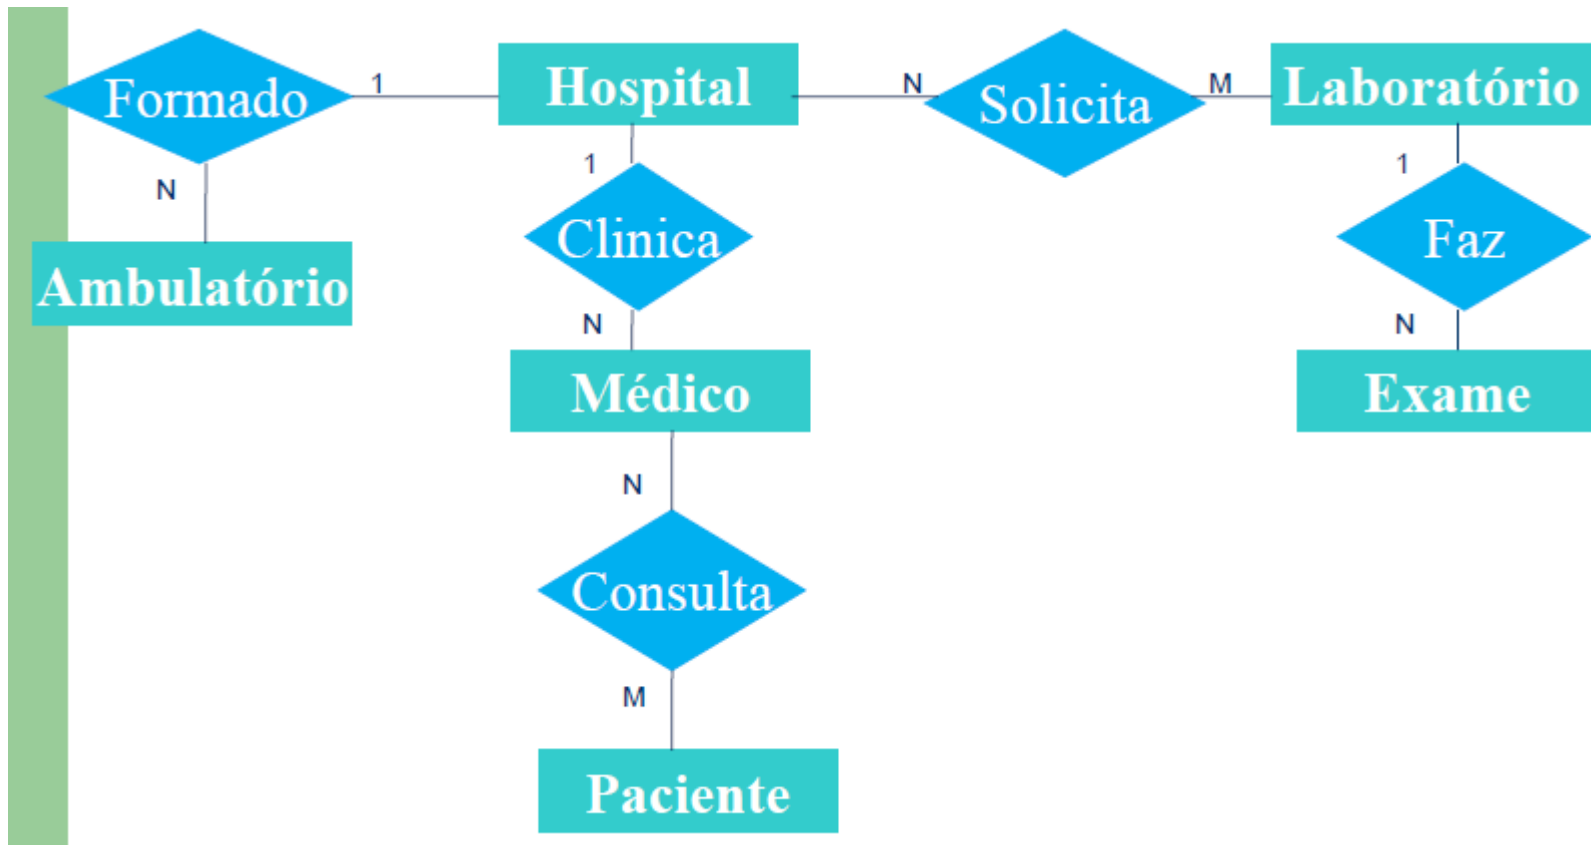 Formado
1
Hospital
N
Solicita
M
Laboratório
N
1
Clinica
1
Faz
Ambulatório
N
N
Médico
Exame
N
Consulta
M
Paciente